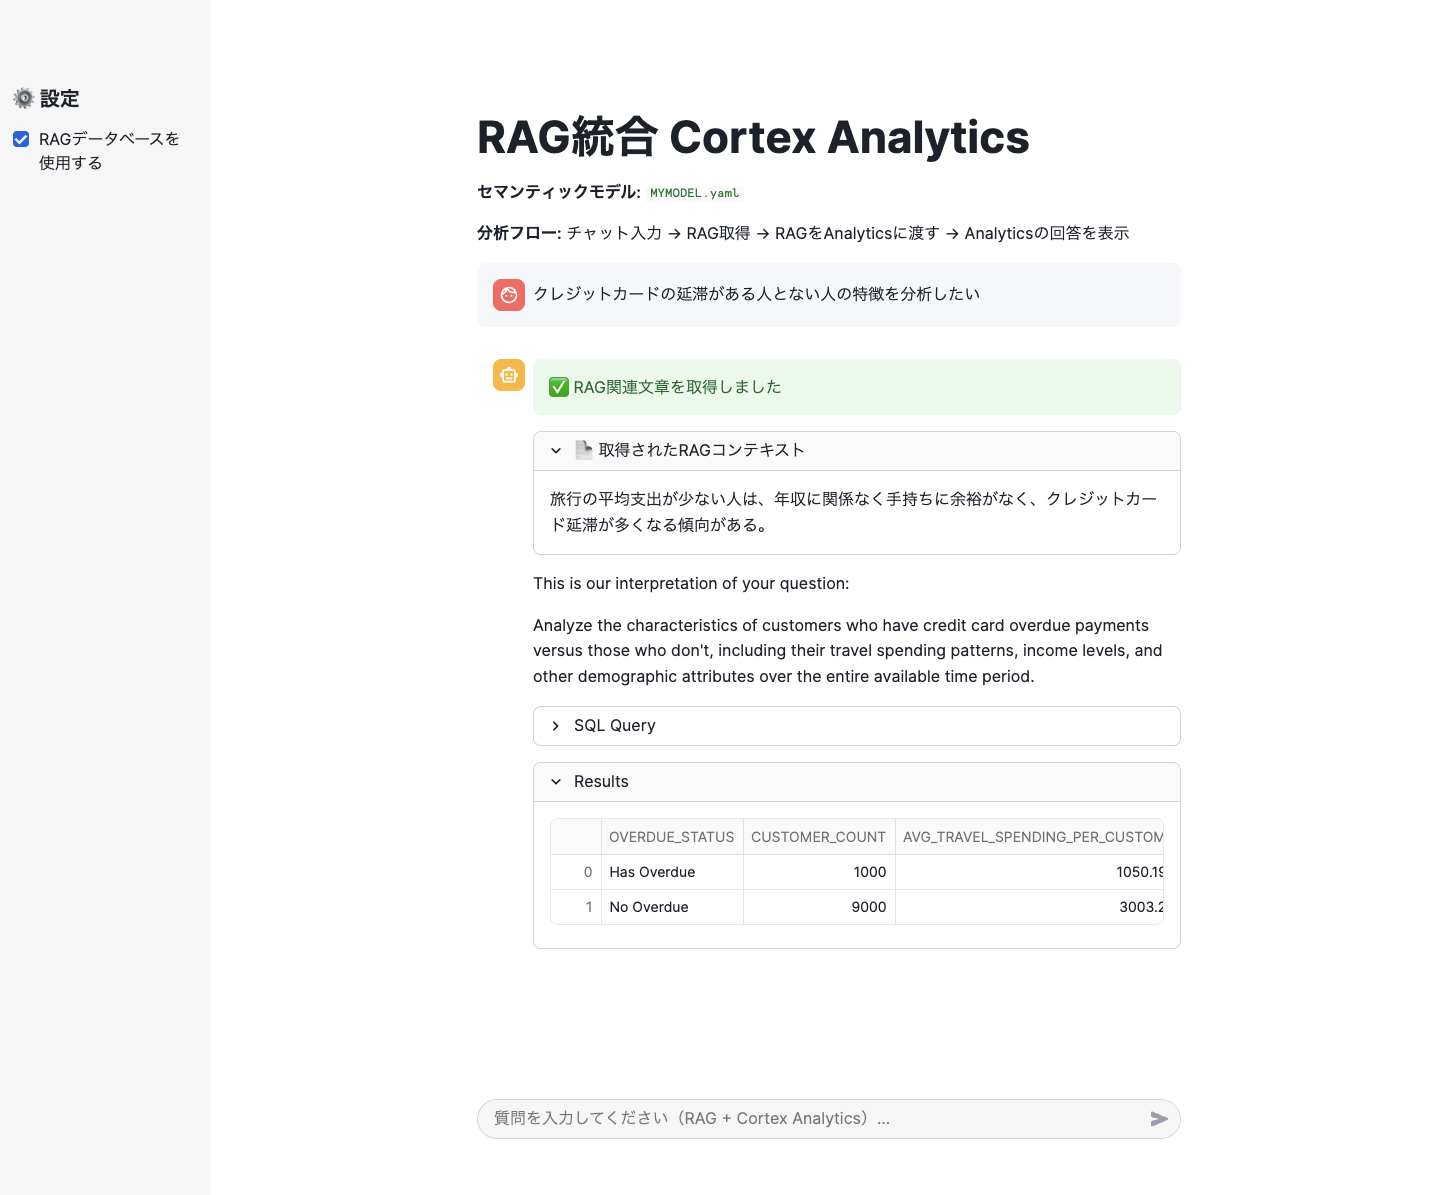 ⚙️ 設定
RAGデータベースを
使用する
RAG統合 Cortex Analytics
セマンティックモデル: MYMODEL.yaml
分析フロー: チャット入力 → RAG取得 → RAGをAnalyticsに渡す → Analyticsの回答を表示
クレジットカードの延滞がある人とない人の特徴を分析したい
✅ RAG関連文章を取得しました
📄 取得されたRAGコンテキスト
旅行の平均支出が少ない人は、年収に関係なく手持ちに余裕がなく、クレジットカー
ド延滞が多くなる傾向がある。
This is our interpretation of your question:
Analyze the characteristics of customers who have credit card overdue payments
versus those who don't, including their travel spending patterns, income levels, and
other demographic attributes over the entire available time period.
SQL Query
Results
OVERDUE_STATUS CUSTOMER_COUNT AVG_TRAVEL_SPENDING_PER_CUSTOM
0 Has Overdue 1000 1050.19
1 No Overdue 9000 3003.2
質問を入力してください（RAG + Cortex Analytics）...